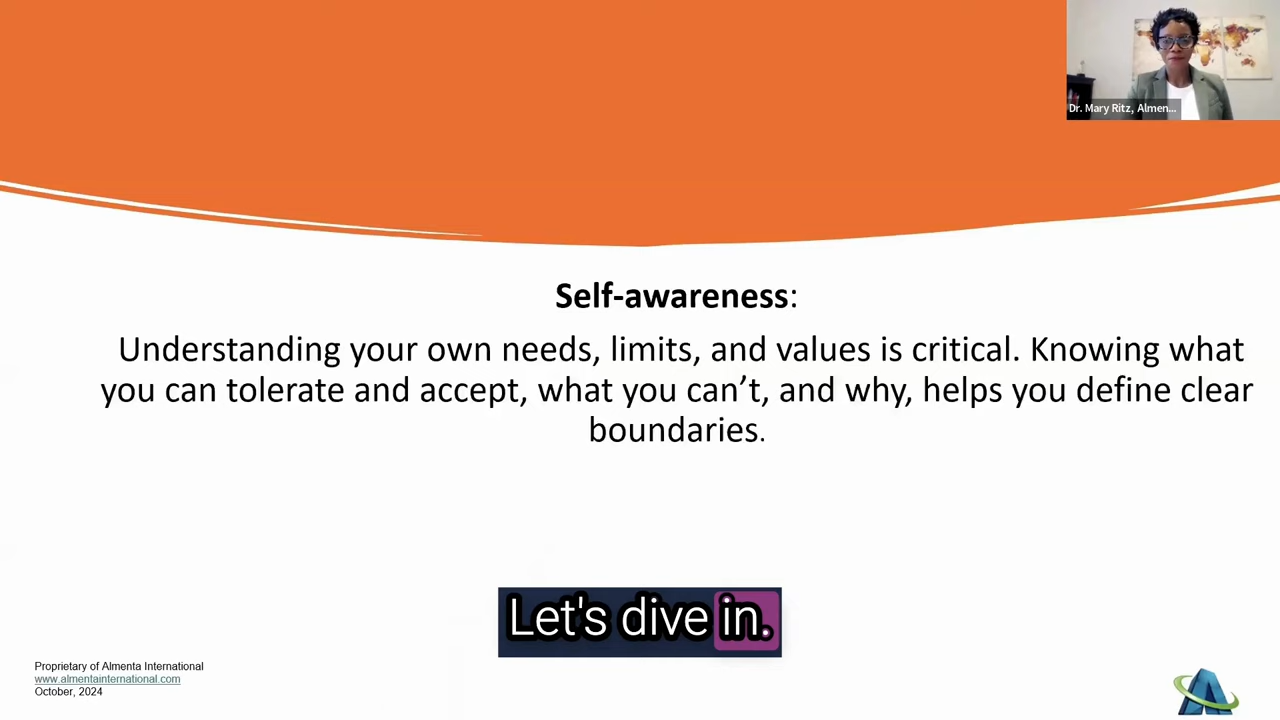 Dr. Mary Ritz, Almen...
Self-awareness:
Understanding your own needs, limits, and values is critical. Knowing what
you can tolerate and accept, what you can’t, and why, helps you define clear
boundaries.
Let's dive in.
Proprietary of Almenta International
www.almentainternational.com
October, 2024